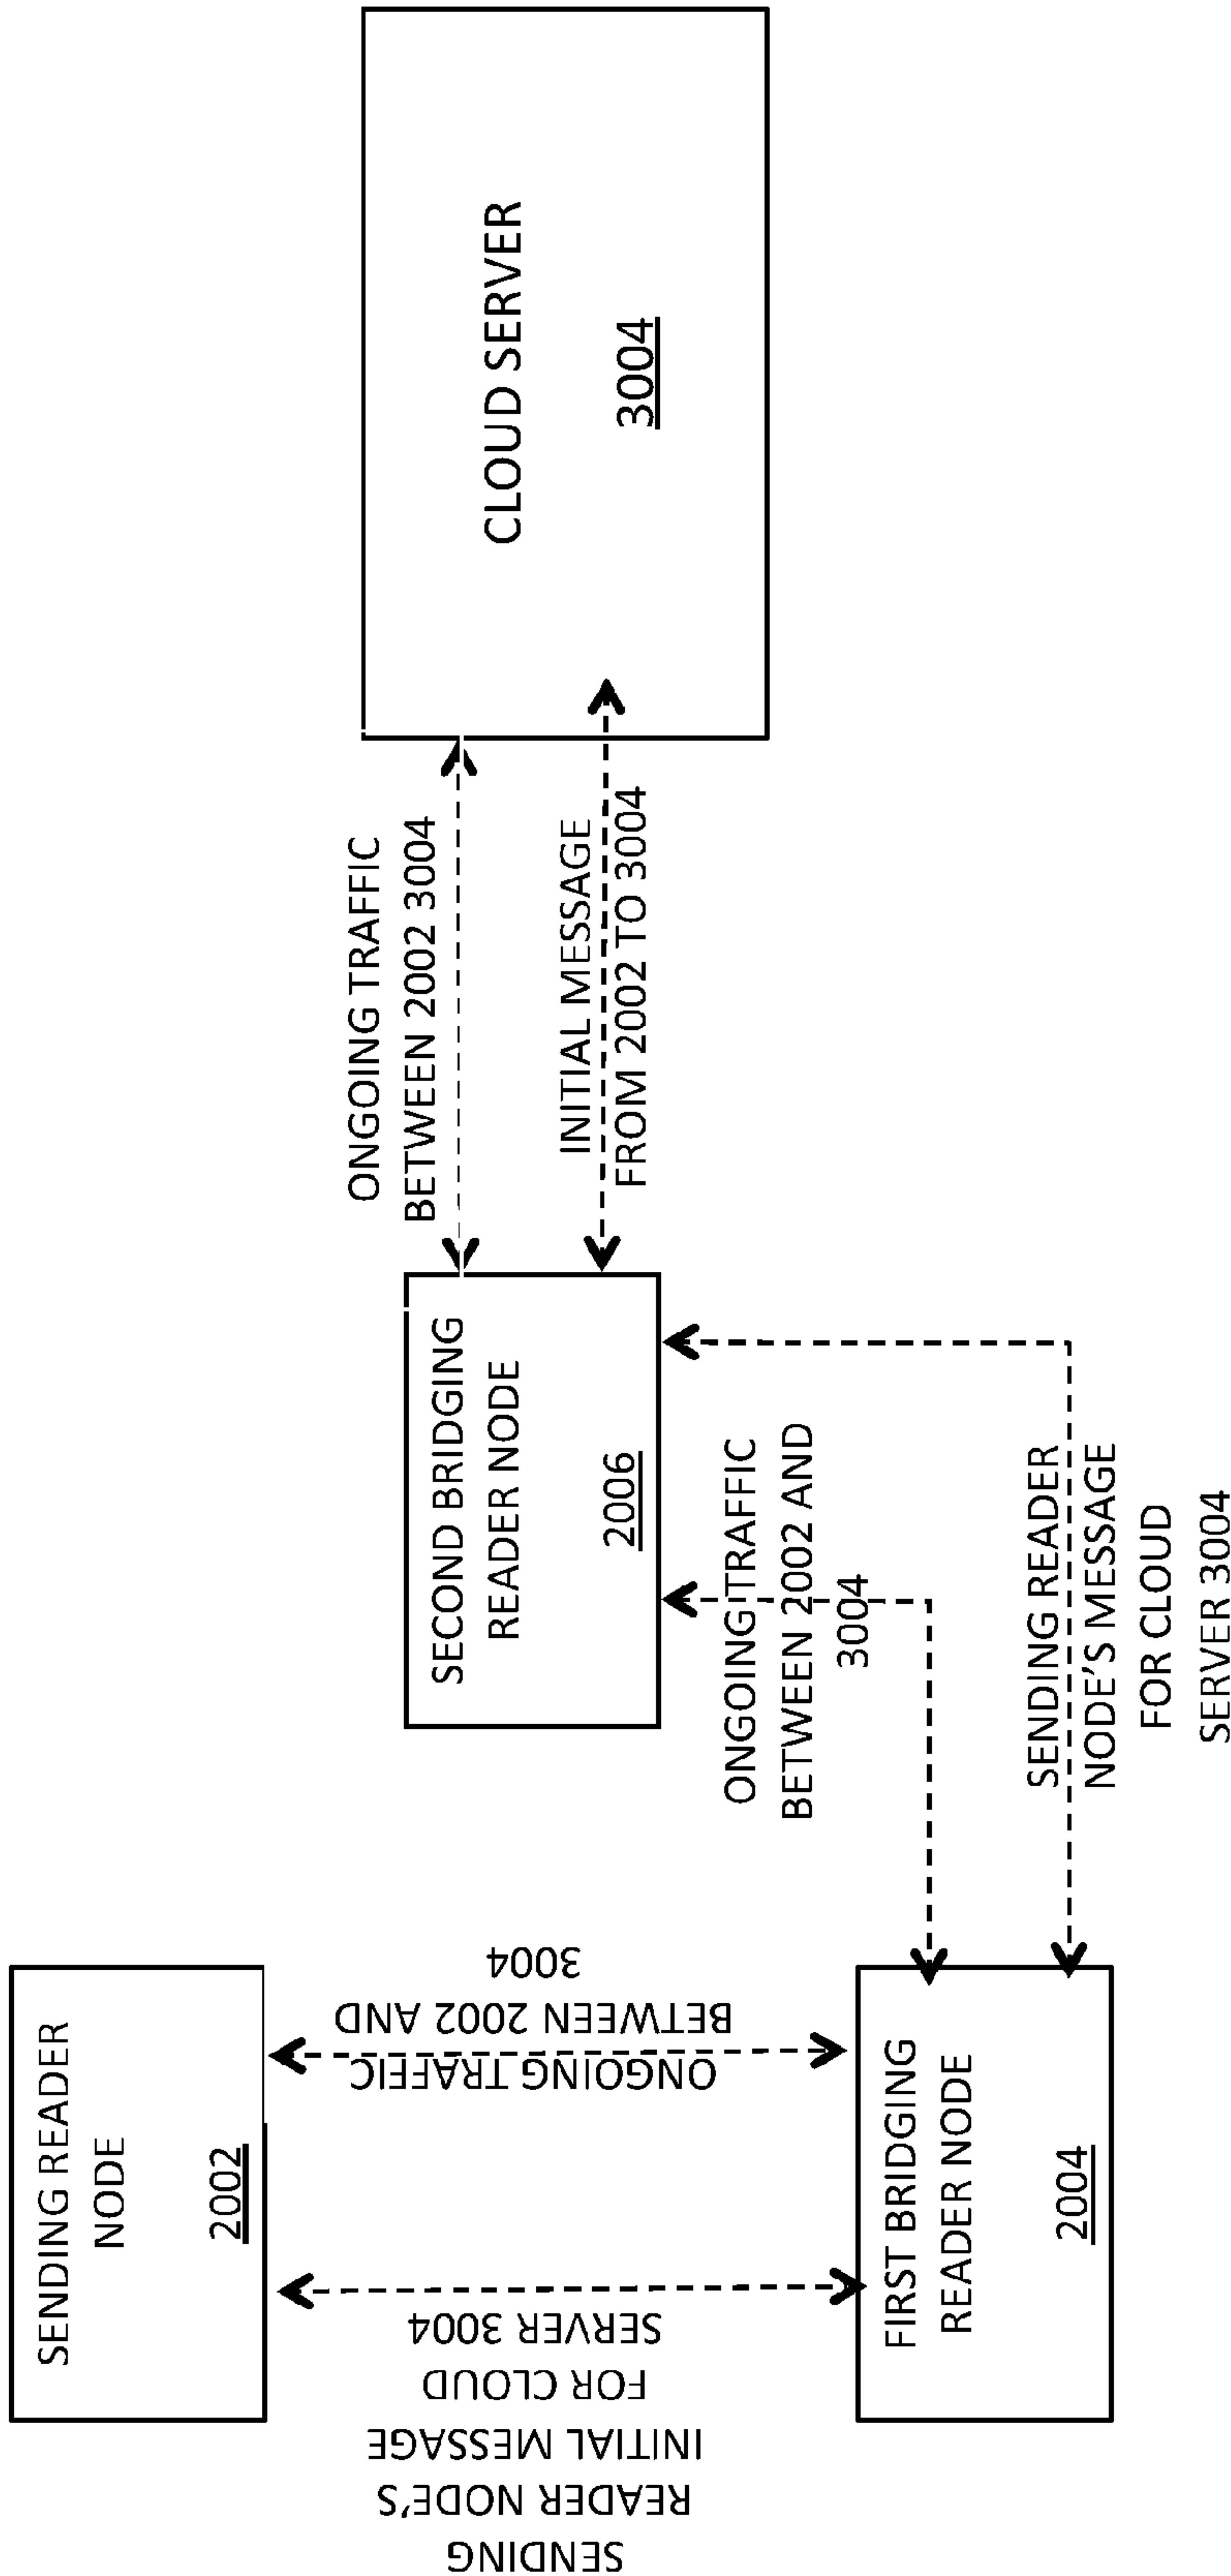 SENDING READER
NODE
2002
SENDING
READER NODE'S
INITIAL MESSAGE
FOR CLOUD
SERVER 3004
ONGOING TRAFFIC
BETWEEN 2002 AND
3004
FIRST BRIDGING
READER NODE
2004
SECOND BRIDGING
READER NODE
2006
ONGOING TRAFFIC
BETWEEN 2002 AND
3004
SENDING READER
NODE'S MESSAGE
FOR CLOUD
SERVER 3004
ONGOING TRAFFIC
BETWEEN 2002 3004
INITIAL MESSAGE
FROM 2002 TO 3004
CLOUD SERVER
3004